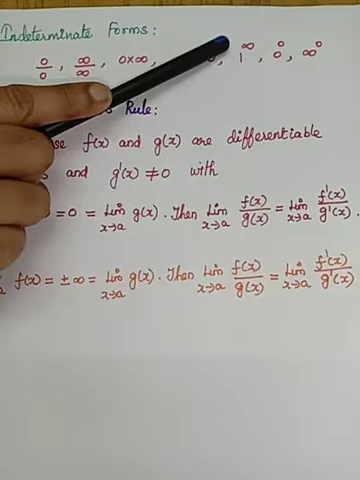 Indeterminate Forms:
0/0, ∞/∞, 0×∞, 1^∞, 0^0, ∞^0
Rule:
f(x) and g(x) are differentiable
and g'(x) ≠ 0 with
= 0 = lim x→a g(x). Then lim x→a f(x)/g(x) = lim x→a f'(x)/g'(x).
f(x) = ±∞ = lim x→a g(x). Then lim x→a f(x)/g(x) = lim x→a f'(x)/g'(x)